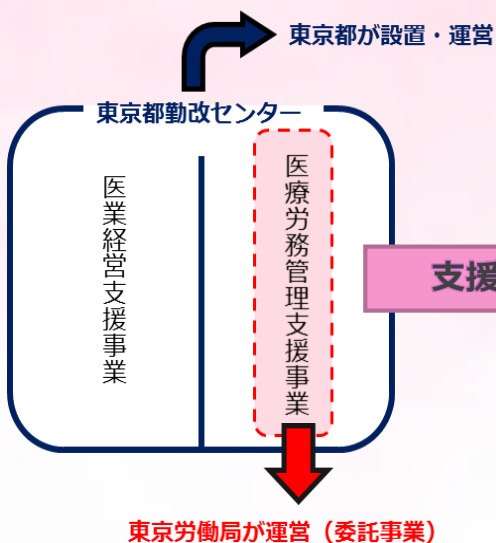 東京都が設置・運営
東京都勤改センター
医業経営支援事業
医療労務管理支援事業
支援
東京労働局が運営（委託事業）